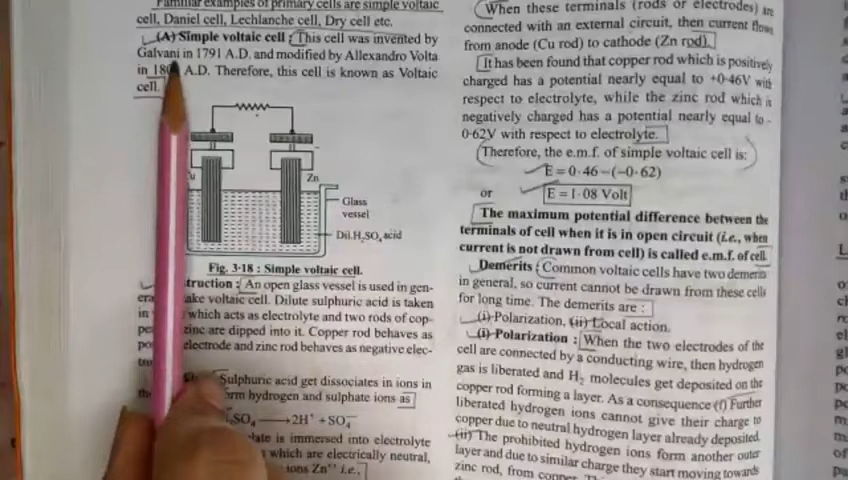 Familiar examples of primary cells are simple voltaic
cell, Daniel cell, Lechlanche cell, Dry cell etc.
(A) Simple voltaic cell : This cell was invented by
Galvani in 1791 A.D. and modified by Allexandro Volta
in 180 A.D. Therefore, this cell is known as Voltaic
cell.
Zn
Glass
vessel
Dil.H₂SO₄ acid
Fig. 3·18 : Simple voltaic cell.
truction : An open glass vessel is used in gen-
ake voltaic cell. Dilute sulphuric acid is taken
in which acts as electrolyte and two rods of cop-
zinc are dipped into it. Copper rod behaves as
electrode and zinc rod behaves as negative elec-
Sulphuric acid get dissociates in ions in
form hydrogen and sulphate ions as
SO₄ ⟶ 2H⁺ + SO₄⁻⁻
is immersed into electrolyte
which are electrically neutral,
ions Zn⁺⁺ i.e.,
When these terminals (rods or electrodes) are
connected with an external circuit, then current flows
from anode (Cu rod) to cathode (Zn rod).
It has been found that copper rod which is positively
charged has a potential nearly equal to +0·46V with
respect to electrolyte, while the zinc rod which is
negatively charged has a potential nearly equal to -
0·62V with respect to electrolyte.
Therefore, the e.m.f. of simple voltaic cell is:
E = 0·46 – (–0·62)
or E = 1·08 Volt
The maximum potential difference between the
terminals of cell when it is in open circuit (i.e., when
current is not drawn from cell) is called e.m.f. of cell.
Demerits : Common voltaic cells have two demerits
in general, so current cannot be drawn from these cells
for long time. The demerits are :
(i) Polarization, (ii) Local action.
(i) Polarization : When the two electrodes of the
cell are connected by a conducting wire, then hydrogen
gas is liberated and H₂ molecules get deposited on the
copper rod forming a layer. As a consequence (i) Further
liberated hydrogen ions cannot give their charge to
copper due to neutral hydrogen layer already deposited.
(ii) The prohibited hydrogen ions form another outer
layer and due to similar charge they start moving towards
zinc rod, from copper.